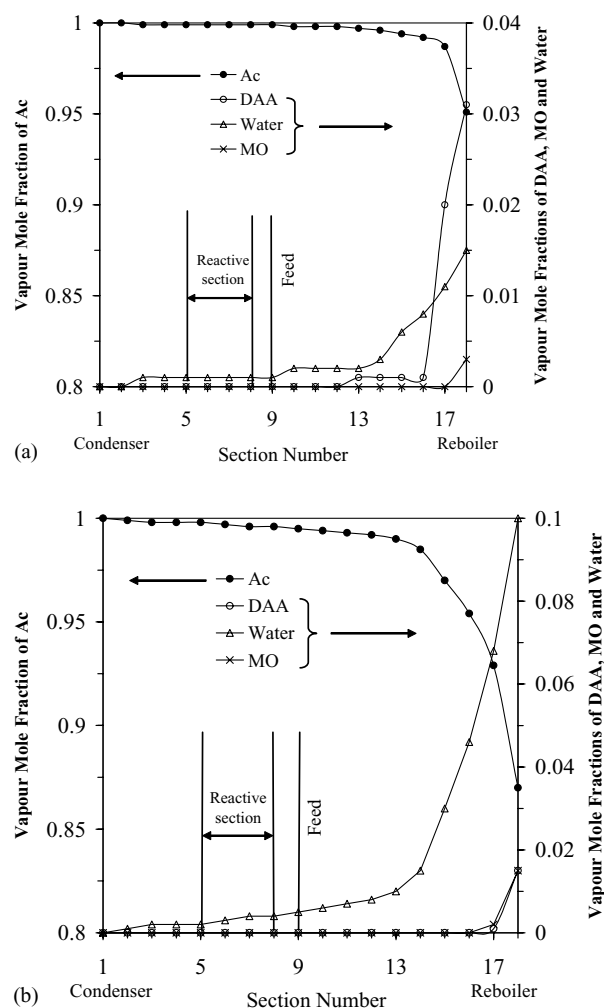 1
0.95
0.9
0.85
0.8
Vapour Mole Fraction of Ac
0.04
0.03
0.02
0.01
0
Vapour Mole Fractions of DAA, MO and Water
Ac
DAA
Water
MO
Reactive
section
Feed
1 5 9 13 17
Condenser
Section Number
Reboiler
(a)
1
0.95
0.9
0.85
0.8
Vapour Mole Fraction of Ac
0.1
0.08
0.06
0.04
0.02
0
Vapour Mole Fractions of DAA, MO and Water
Ac
DAA
Water
MO
Reactive
section
Feed
1 5 9 13 17
Condenser
Section Number
Reboiler
(b)